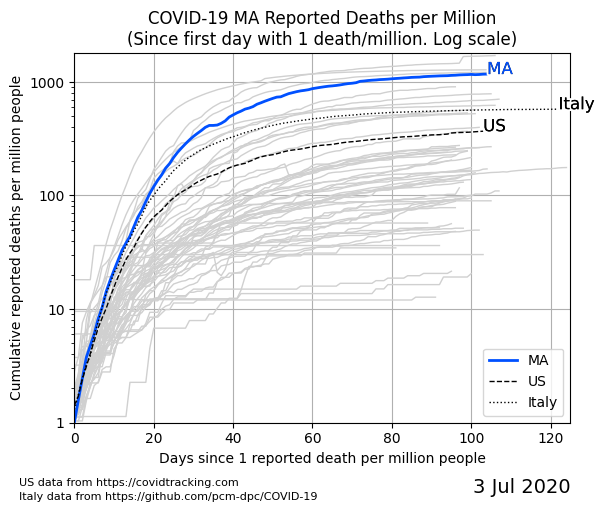 COVID-19 MA Reported Deaths per Million
(Since first day with 1 death/million. Log scale)
Cumulative reported deaths per million people
1000
100
10
1
MA
Italy
US
MA
US
Italy
0 20 40 60 80 100 120
Days since 1 reported death per million people
US data from https://covidtracking.com
Italy data from https://github.com/pcm-dpc/COVID-19
3 Jul 2020